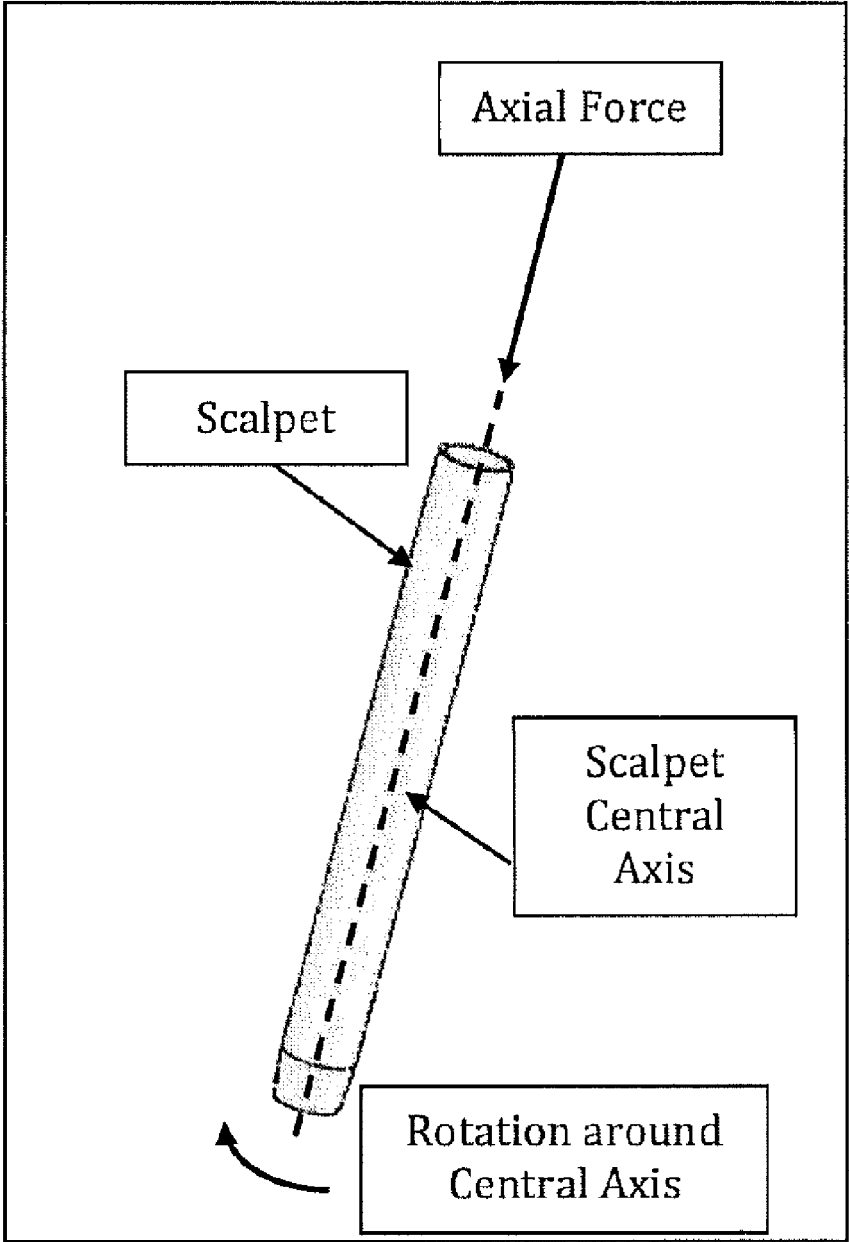 Axial Force
Scalpet
Scalpet
Central
Axis
Rotation around
Central Axis